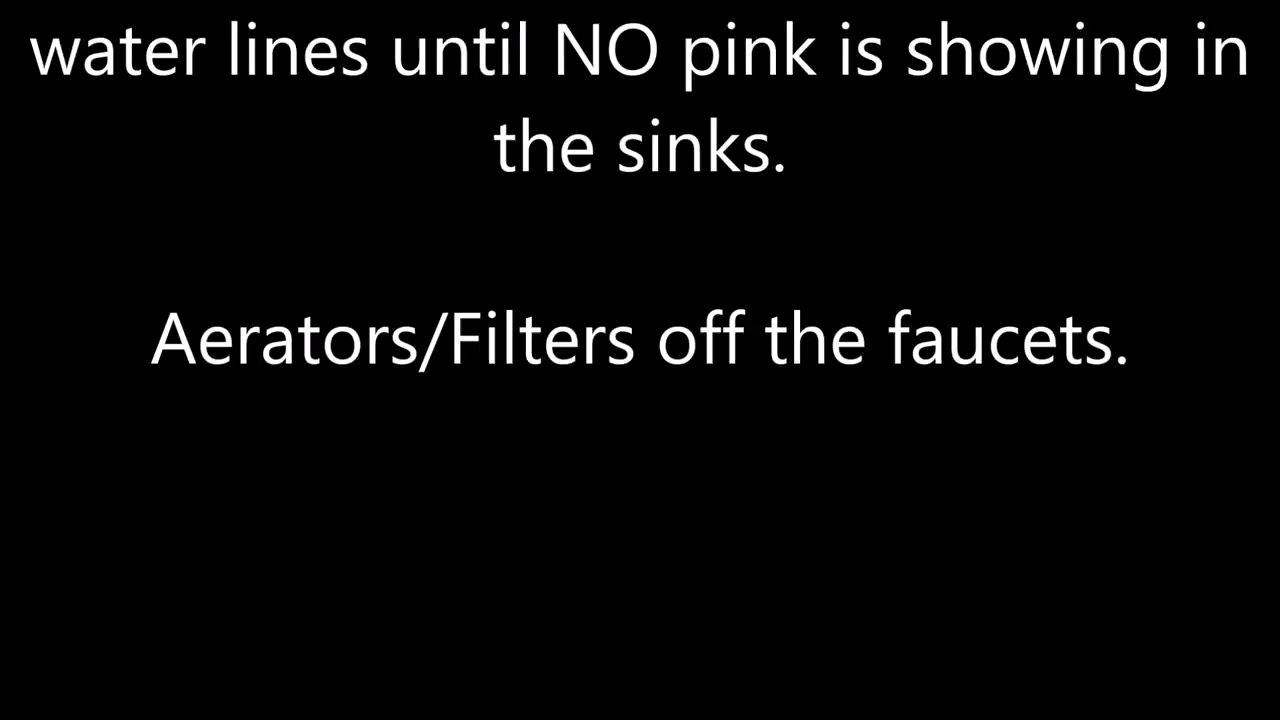 water lines until NO pink is showing in
the sinks.
Aerators/Filters off the faucets.